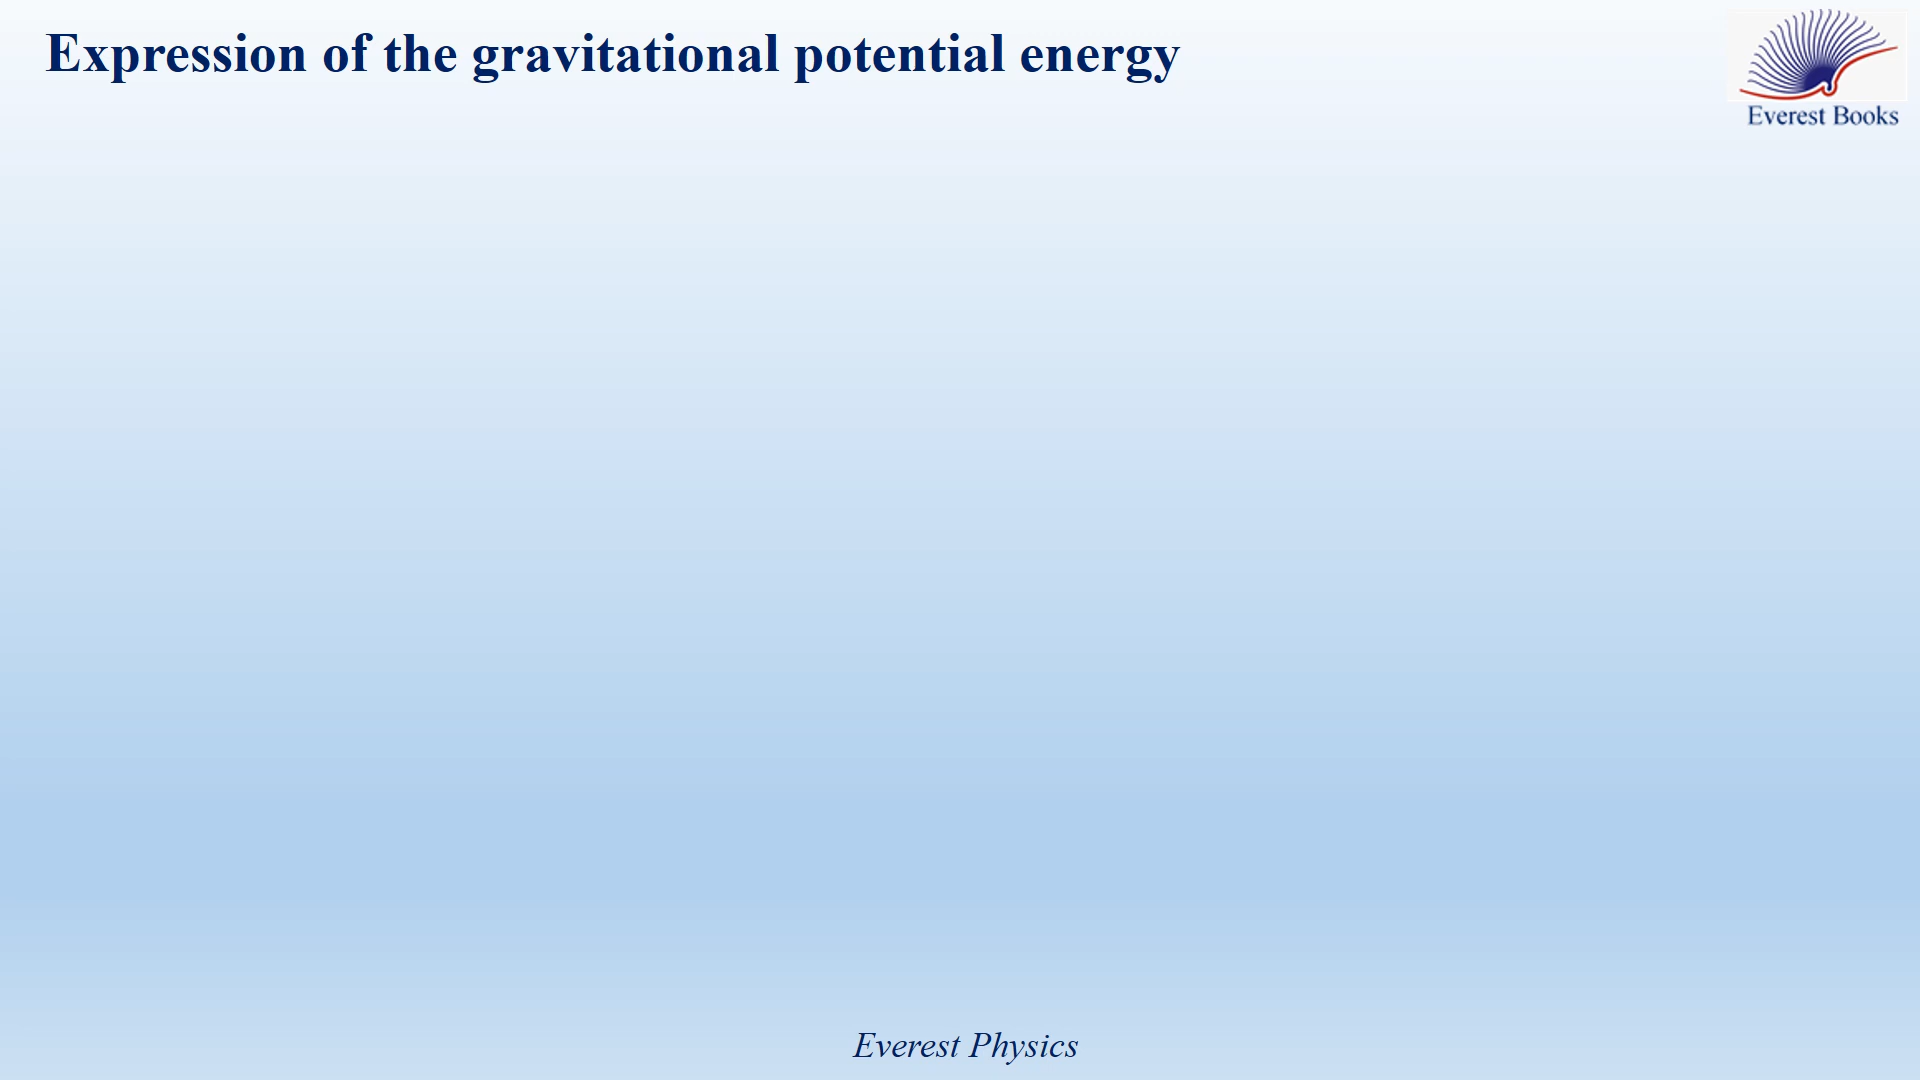 Expression of the gravitational potential energy
Everest Books
Everest Physics